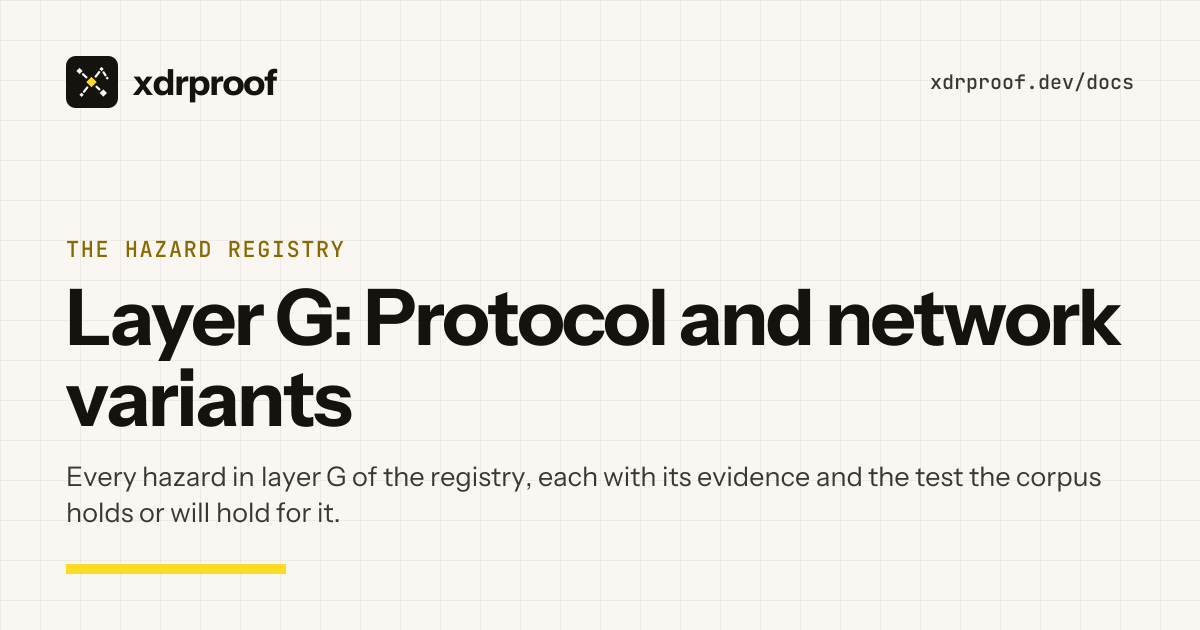 xdrproof
xdrproof.dev/docs
THE HAZARD REGISTRY
Layer G: Protocol and network
variants
Every hazard in layer G of the registry, each with its evidence and the test the corpus
holds or will hold for it.